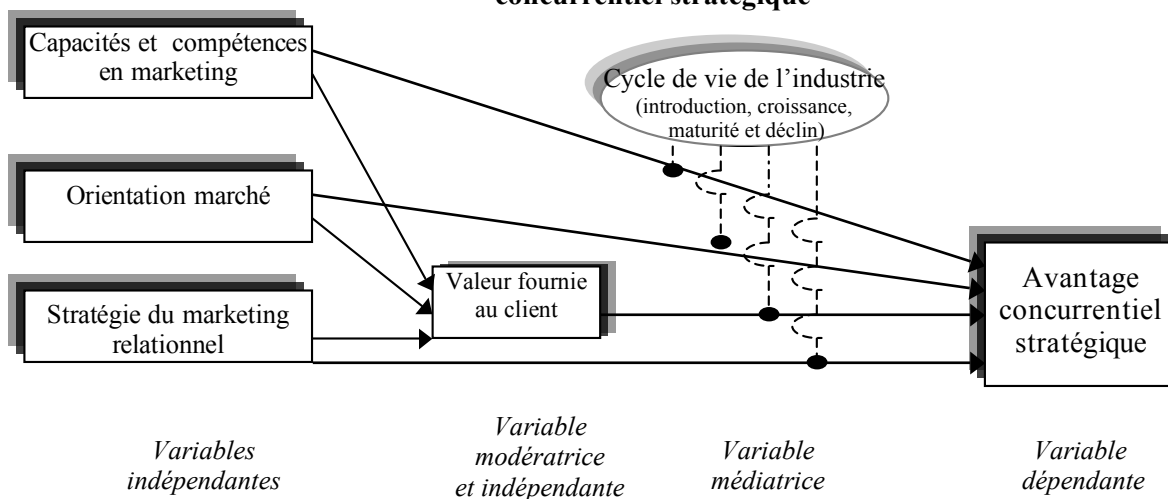 concurrentiel stratégique
Capacités et compétences
en marketing
Cycle de vie de l'industrie
(introduction, croissance,
maturité et déclin)
Orientation marché
Valeur fournie
au client
Avantage
concurrentiel
stratégique
Stratégie du marketing
relationnel
Variables
indépendantes
Variable
modératrice
et indépendante
Variable
médiatrice
Variable
dépendante